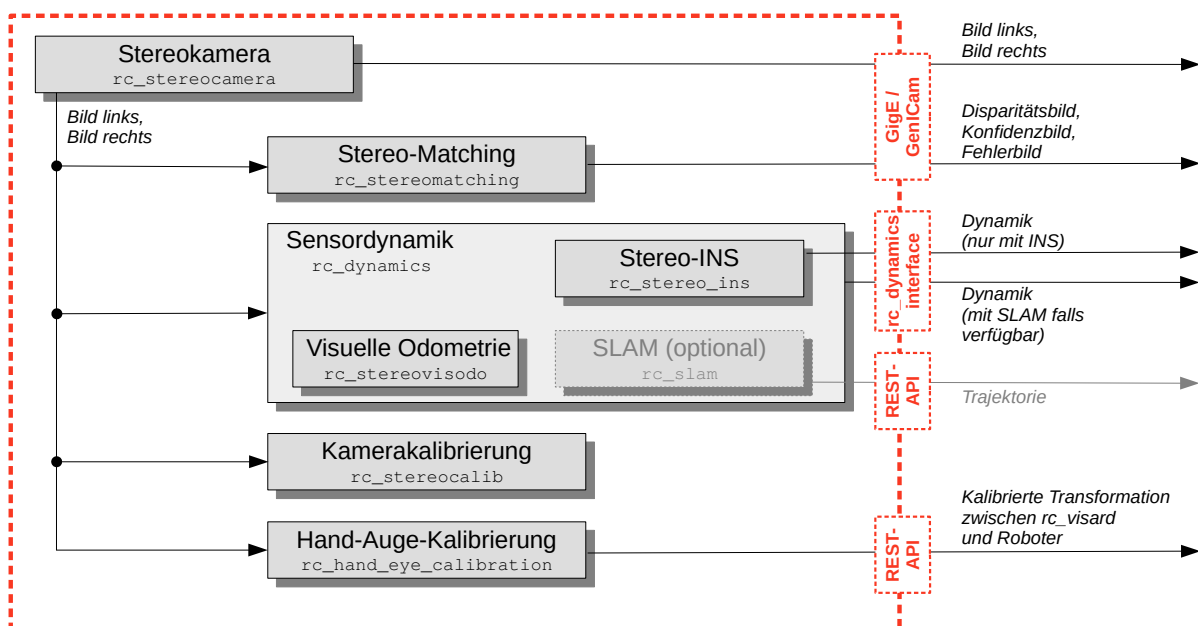 Stereokamera
rc_stereocamera
Bild links,
Bild rechts
Bild links,
Bild rechts
GigE /
GenICam
Stereo-Matching
rc_stereomatching
Disparitätsbild,
Konfidenzbild,
Fehlerbild
Sensordynamik
rc_dynamics
Stereo-INS
rc_stereo_ins
Visuelle Odometrie
rc_stereovisodo
SLAM (optional)
rc_slam
rc_dynamics
interface
Dynamik
(nur mit INS)
Dynamik
(mit SLAM falls
verfügbar)
REST-
API
Trajektorie
Kamerakalibrierung
rc_stereocalib
Hand-Auge-Kalibrierung
rc_hand_eye_calibration
REST-
API
Kalibrierte Transformation
zwischen rc_visard
und Roboter